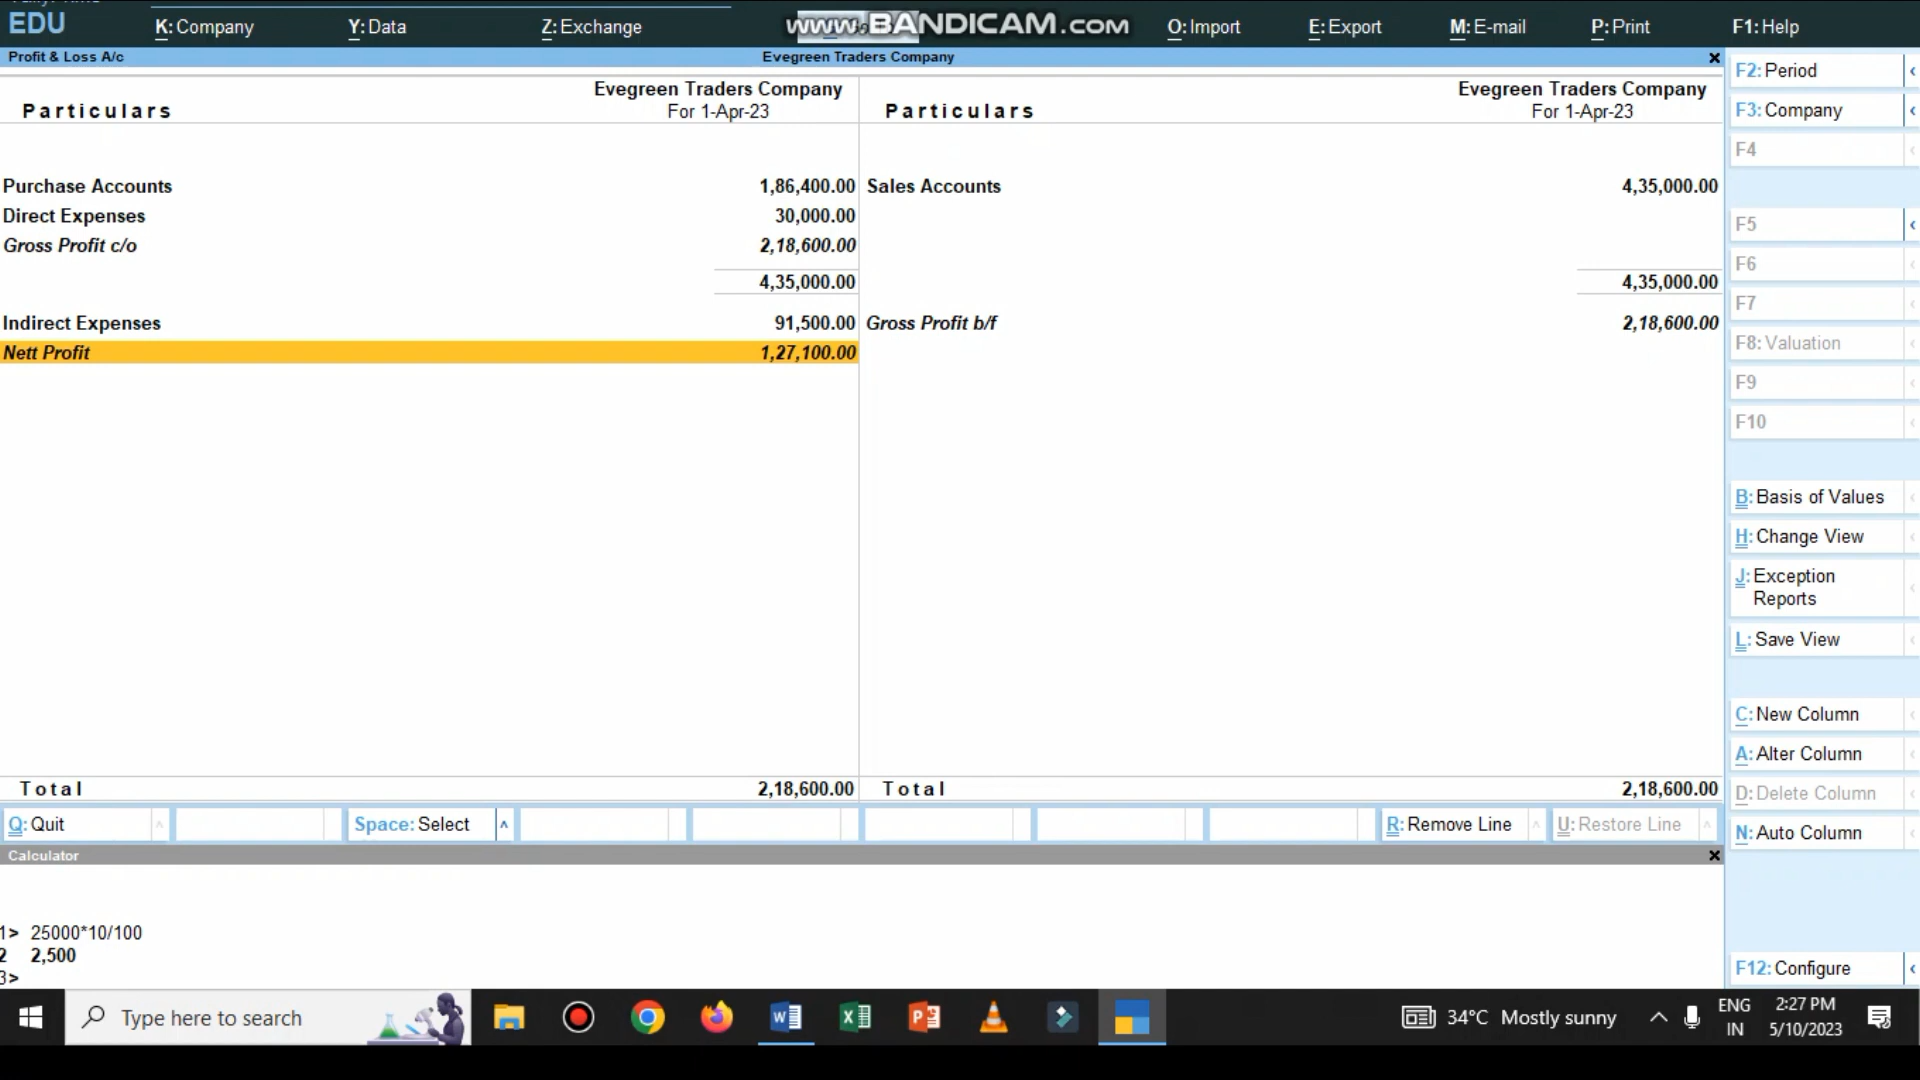 EDU K: Company Y: Data Z: Exchange www.BANDICAM.com O: Import E: Export M: E-mail P: Print F1: Help
Profit & Loss A/c Evegreen Traders Company
Particulars Evegreen Traders Company For 1-Apr-23 Particulars Evegreen Traders Company For 1-Apr-23
Purchase Accounts 1,86,400.00 Sales Accounts 4,35,000.00
Direct Expenses 30,000.00
Gross Profit c/o 2,18,600.00
4,35,000.00 4,35,000.00
Indirect Expenses 91,500.00 Gross Profit b/f 2,18,600.00
Nett Profit 1,27,100.00
Total 2,18,600.00 Total 2,18,600.00
Q: Quit Space: Select R: Remove Line U: Restore Line
F2: Period
F3: Company
F4
F5
F6
F7
F8: Valuation
F9
F10
B: Basis of Values
H: Change View
J: Exception
Reports
L: Save View
C: New Column
A: Alter Column
D: Delete Column
N: Auto Column
F12: Configure
Calculator
1> 25000*10/100
2 2,500
3>
Type here to search 34°C Mostly sunny ENG IN 2:27 PM 5/10/2023